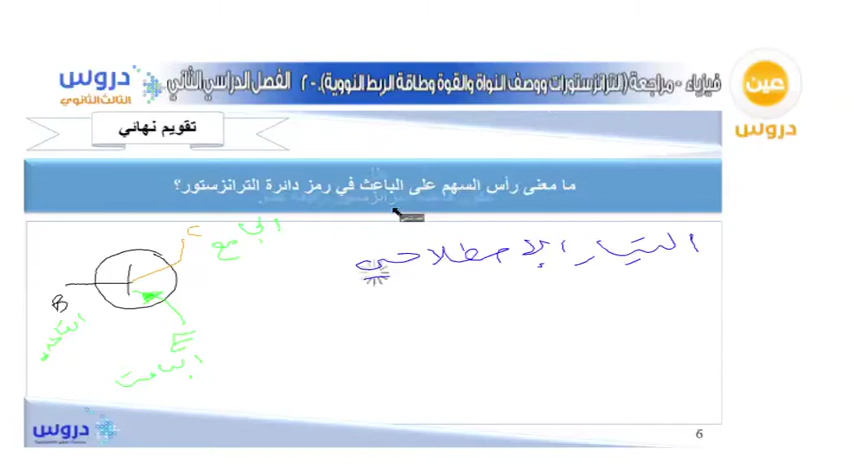 فيزياء - مراجعة (الترانزستورات ووصف النواة والقوة وطاقة الربط النووية). -٢ الفصل الدراسي الثاني
دروس
الثالث الثانوي
عين
دروس
تقويم نهائي
ما معنى رأس السهم على الباعث في رمز دائرة الترانزستور؟
التيار الإصطلاحي
C
الجامع
B
القاعدة
E
الباعث
دروس
6